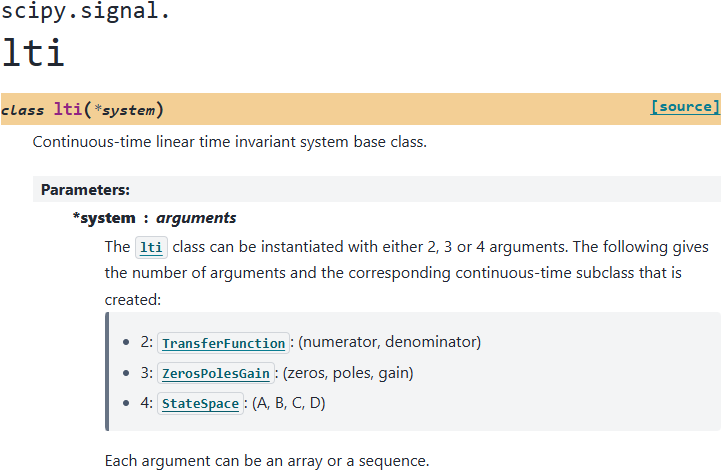 scipy.signal.
lti
class lti(*system) [source]
Continuous-time linear time invariant system base class.
Parameters:
*system : arguments
The lti class can be instantiated with either 2, 3 or 4 arguments. The following gives
the number of arguments and the corresponding continuous-time subclass that is
created:
• 2: TransferFunction: (numerator, denominator)
• 3: ZerosPolesGain: (zeros, poles, gain)
• 4: StateSpace: (A, B, C, D)
Each argument can be an array or a sequence.